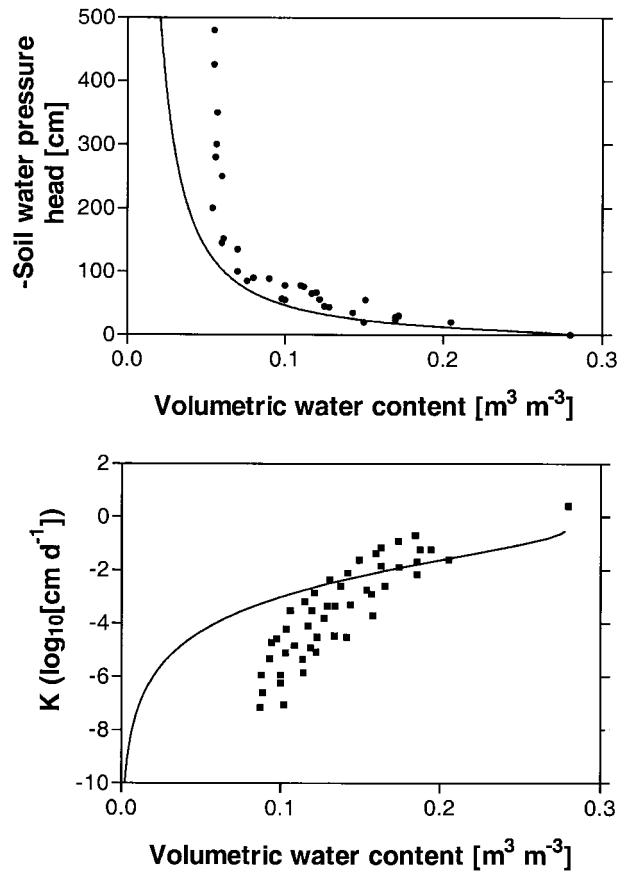 500
400
300
200
100
0
-Soil water pressure
head [cm]
0.0 0.1 0.2 0.3
Volumetric water content [m³ m⁻³]
2
0
-2
-4
-6
-8
-10
K (log₁₀[cm d⁻¹])
0.0 0.1 0.2 0.3
Volumetric water content [m³ m⁻³]